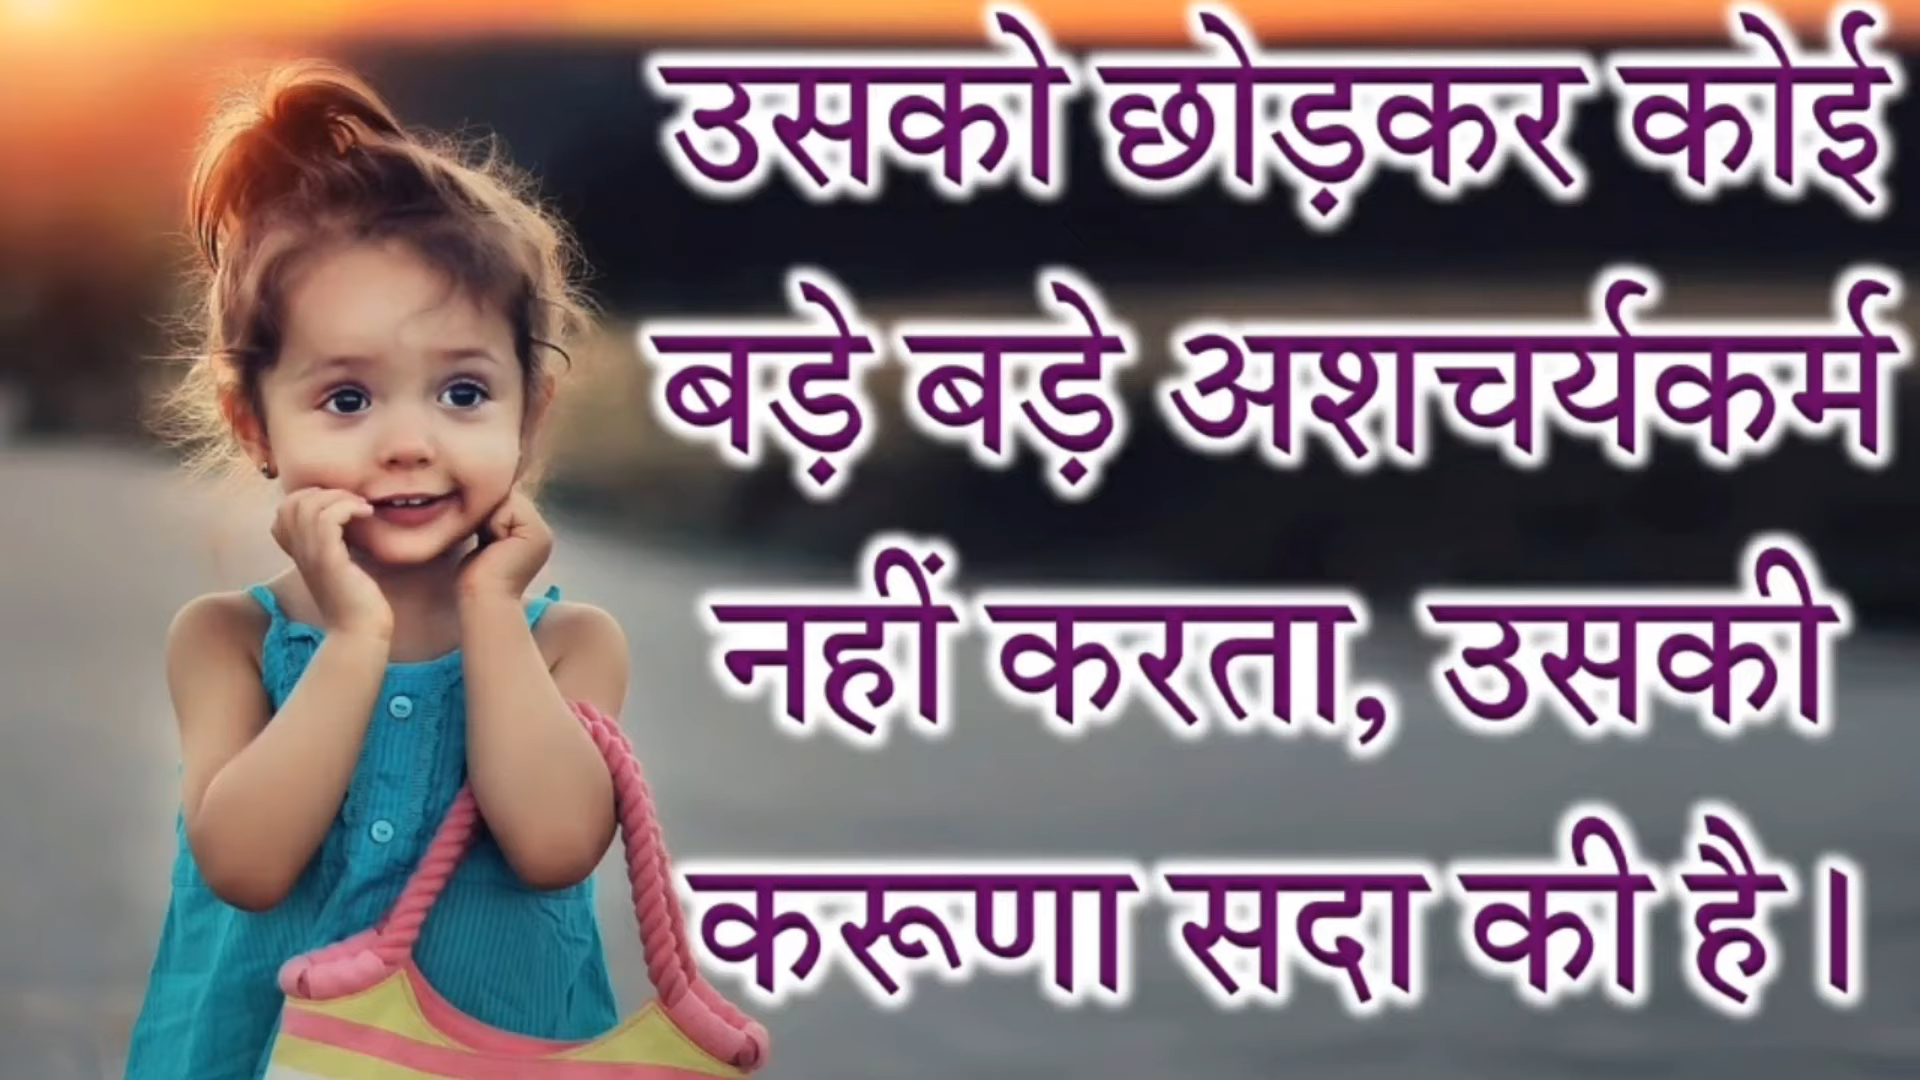 उसको छोड़कर कोई
बड़े बड़े अशचर्यकर्म
नहीं करता, उसकी
करूणा सदा की है।